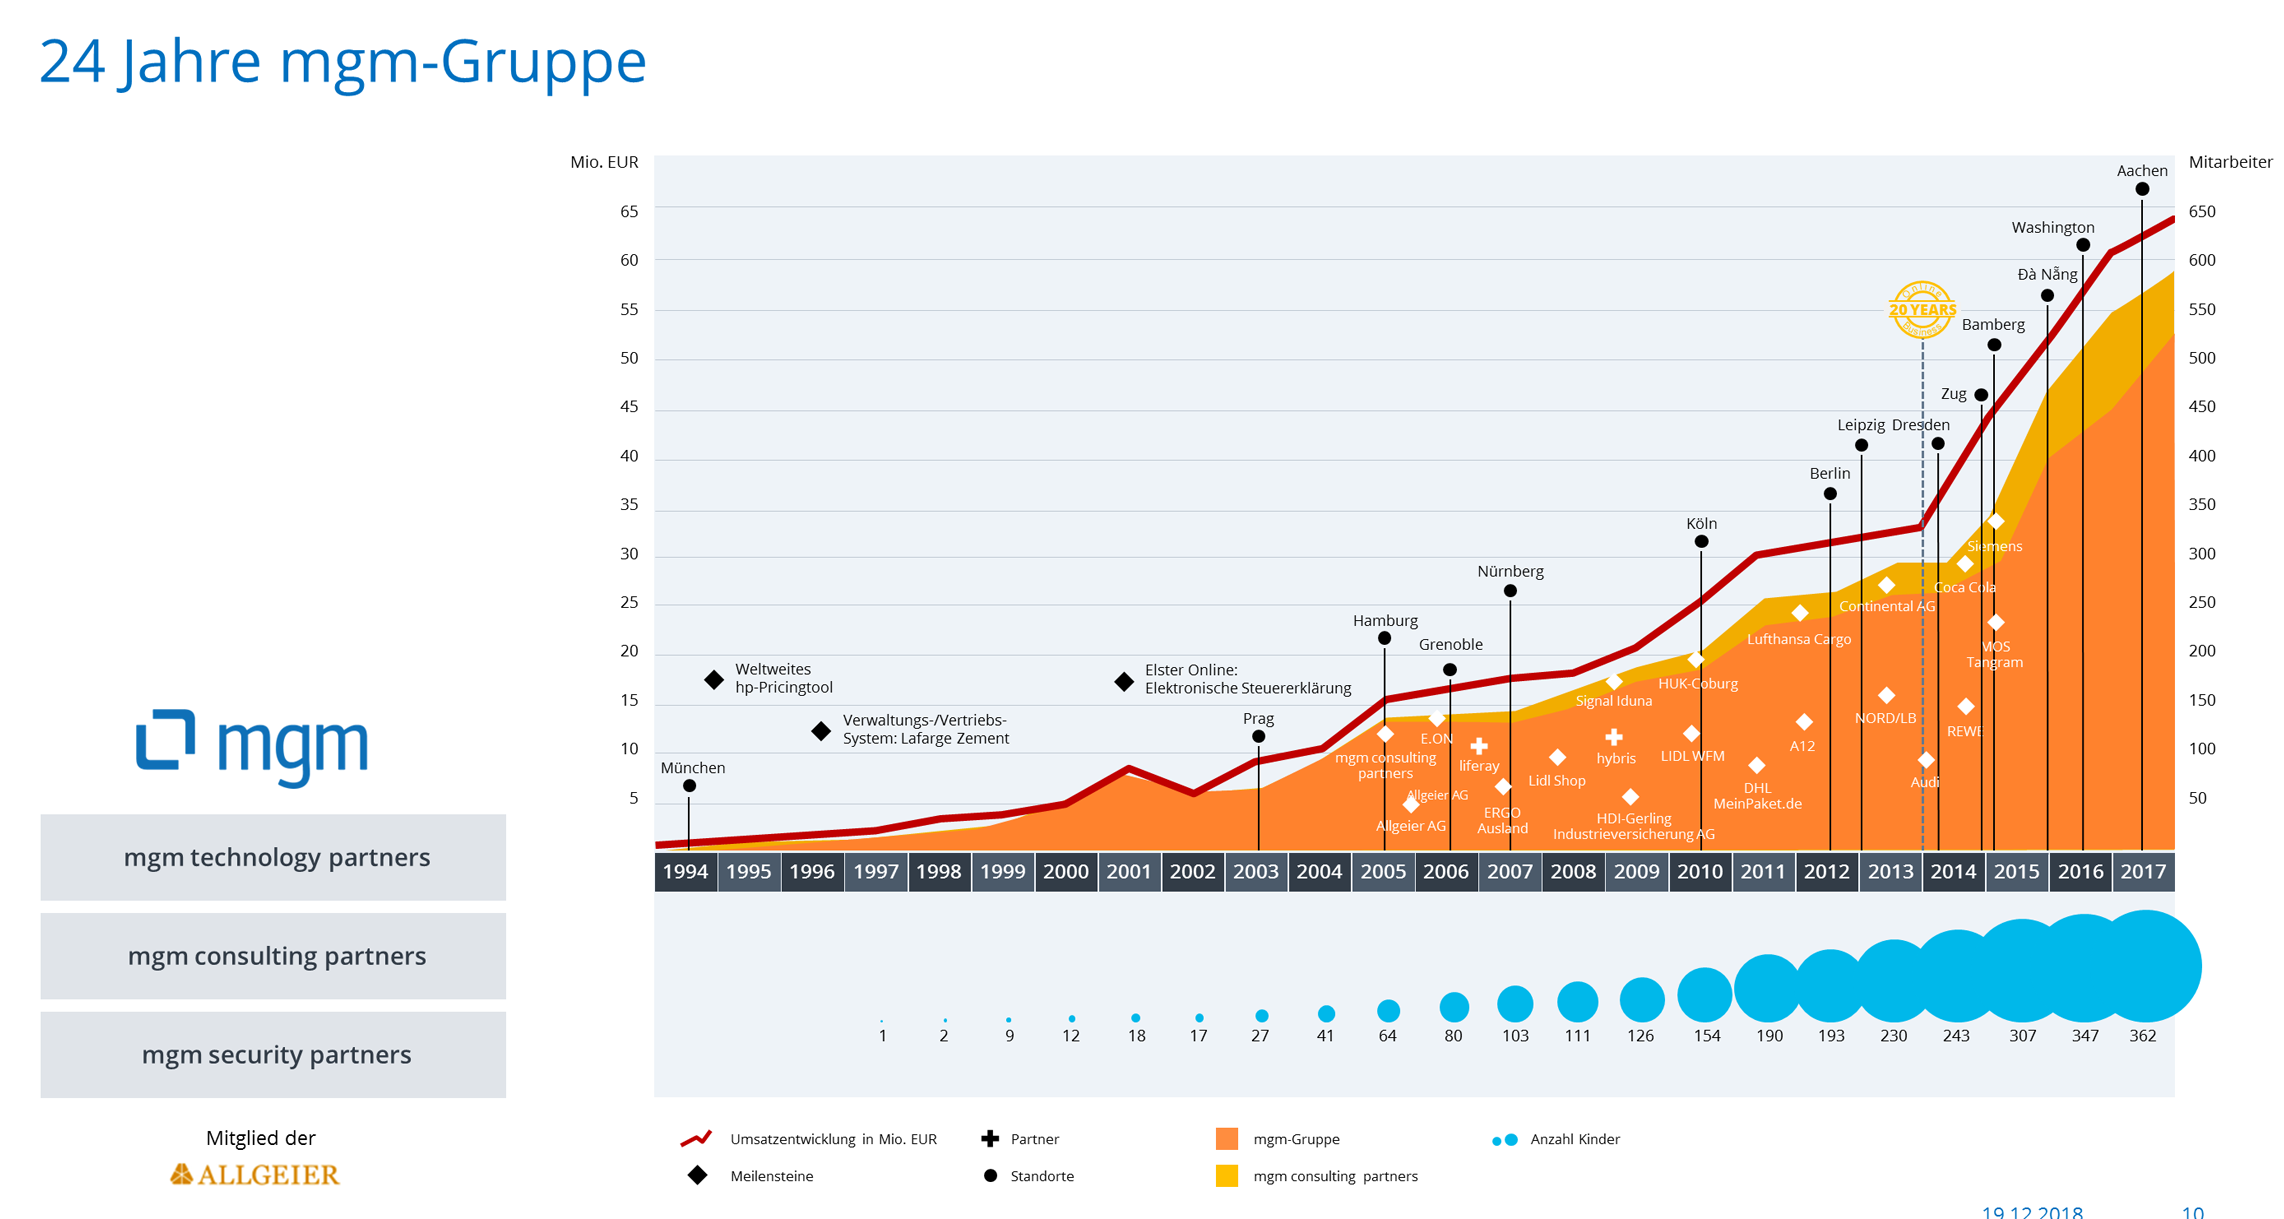 24 Jahre mgm-Gruppe
Mio. EUR
Mitarbeiter
65
60
55
50
45
40
35
30
25
20
15
10
5
650
600
550
500
450
400
350
300
250
200
150
100
50
Aachen
Washington
Đà Nẵng
Online
20 YEARS
Business
Bamberg
Zug
Leipzig
Dresden
Berlin
Köln
Nürnberg
Hamburg
Grenoble
Prag
München
Weltweites
hp-Pricingtool
Verwaltungs-/Vertriebs-
System: Lafarge Zement
Elster Online:
Elektronische Steuererklärung
Siemens
Coca Cola
Continental AG
Lufthansa Cargo
MOS
Tangram
HUK-Coburg
Signal Iduna
NORD/LB
REWE
E.ON
A12
mgm consulting
partners
liferay
hybris
LIDL WFM
Lidl Shop
Audi
DHL
MeinPaket.de
Allgeier AG
Allgeier AG
ERGO
Ausland
HDI-Gerling
Industrieversicherung AG
1994 1995 1996 1997 1998 1999 2000 2001 2002 2003 2004 2005 2006 2007 2008 2009 2010 2011 2012 2013 2014 2015 2016 2017
1 2 9 12 18 17 27 41 64 80 103 111 126 154 190 193 230 243 307 347 362
mgm
mgm technology partners
mgm consulting partners
mgm security partners
Mitglied der
ALLGEIER
Umsatzentwicklung in Mio. EUR
Partner
mgm-Gruppe
Anzahl Kinder
Meilensteine
Standorte
mgm consulting partners
19.12.2018
10